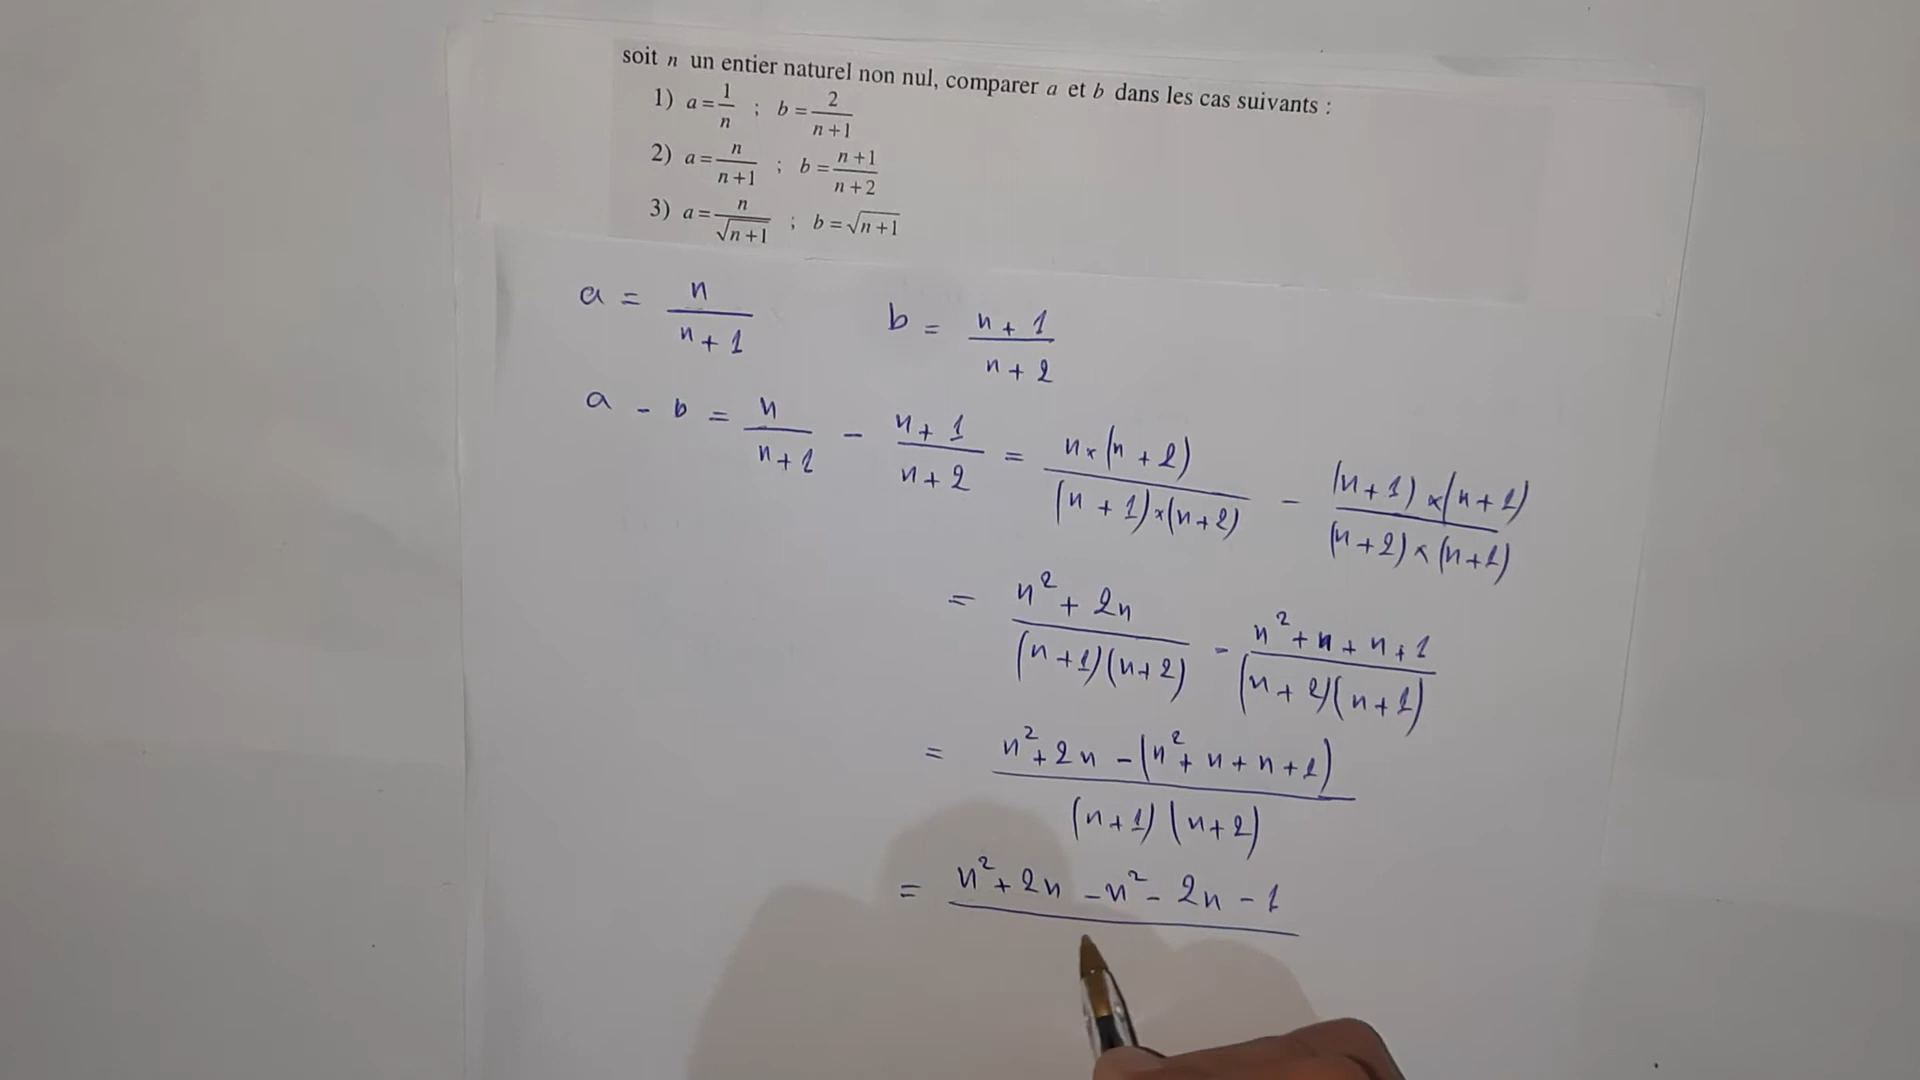 soit n un entier naturel non nul, comparer a et b dans les cas suivants :
1) a = 1/n ; b = 2/(n+1)
2) a = n/(n+1) ; b = (n+1)/(n+2)
3) a = n/√(n+1) ; b = √(n+1)
a = n/(n+1) b = (n+1)/(n+2)
a - b = n/(n+1) - (n+1)/(n+2) = (n×(n+2))/((n+1)×(n+2)) - ((n+1)×(n+1))/((n+2)×(n+1))
= (n²+2n)/((n+1)(n+2)) - (n²+n+n+1)/((n+2)(n+1))
= (n²+2n-(n²+n+n+1))/((n+1)(n+2))
= n²+2n-n²-2n-1